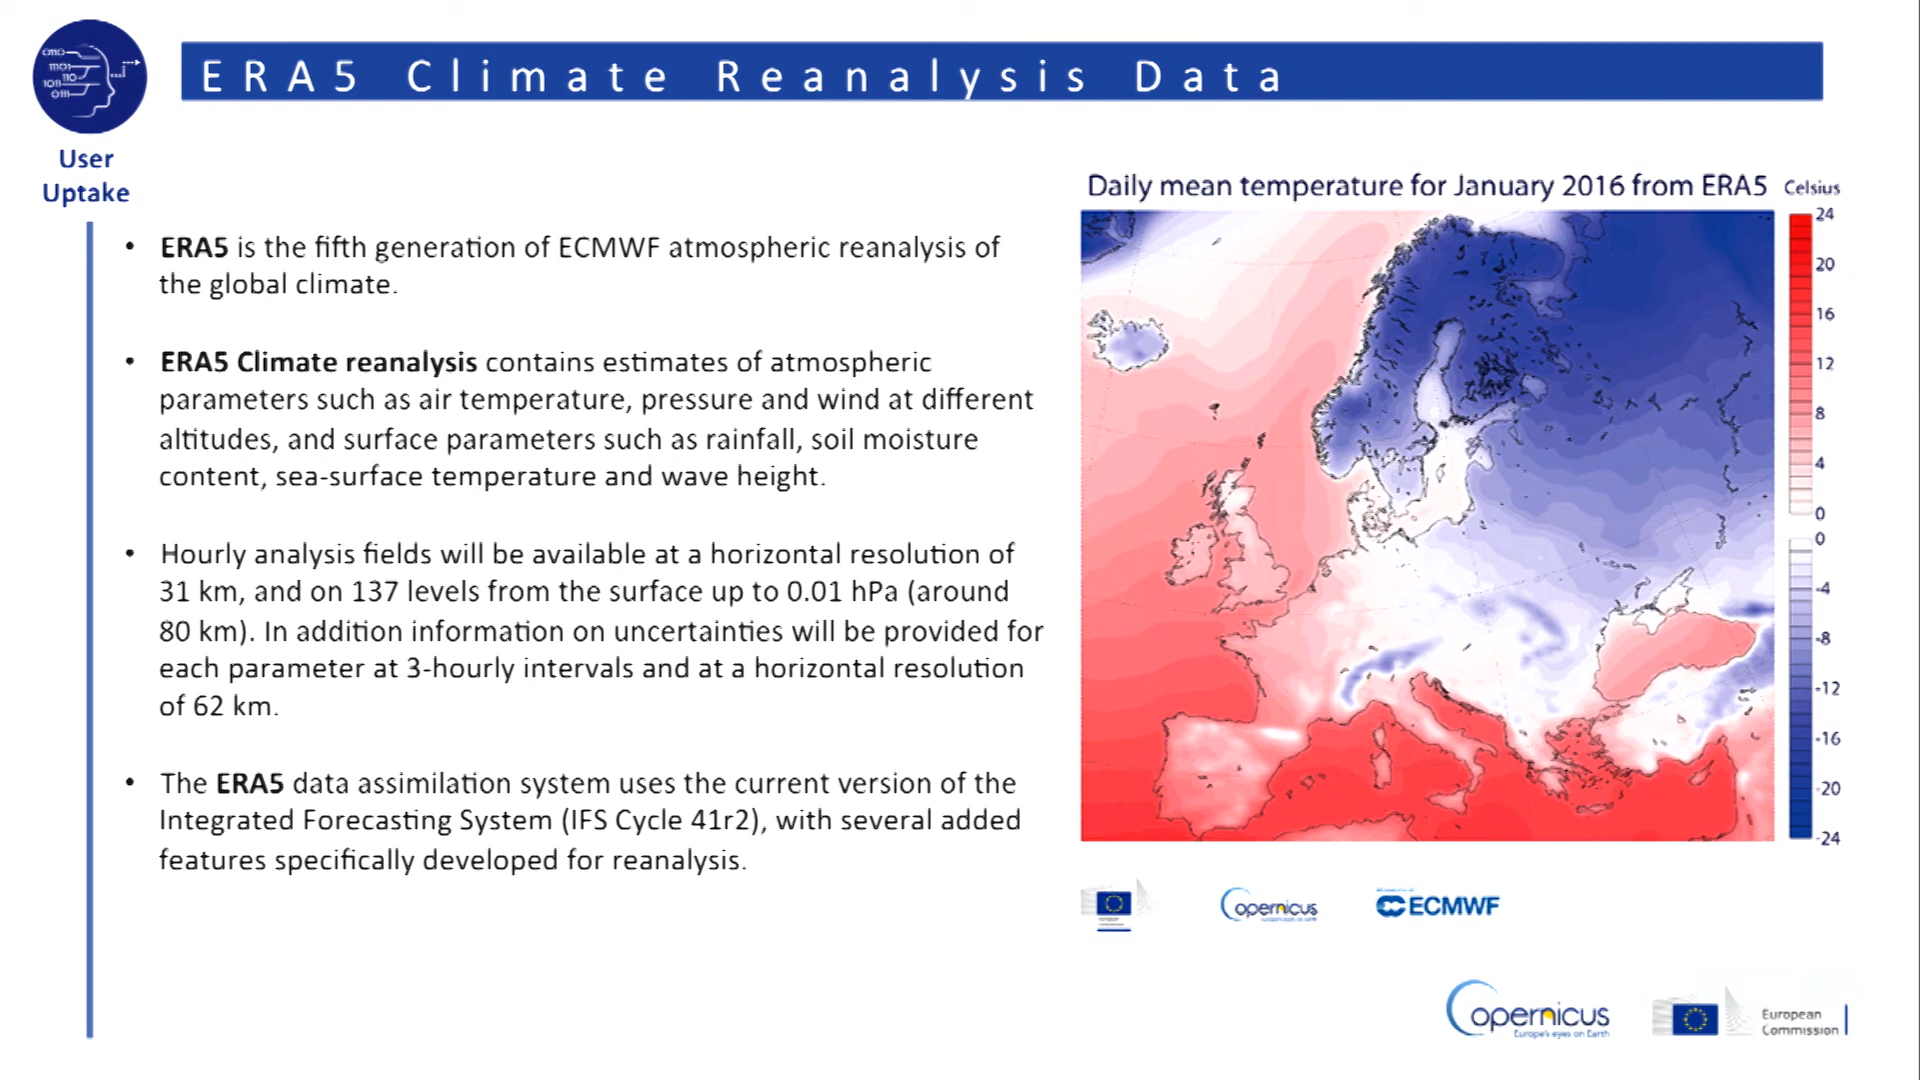 ERA5 Climate Reanalysis Data
User
Uptake
• ERA5 is the fifth generation of ECMWF atmospheric reanalysis of
the global climate.
• ERA5 Climate reanalysis contains estimates of atmospheric
parameters such as air temperature, pressure and wind at different
altitudes, and surface parameters such as rainfall, soil moisture
content, sea-surface temperature and wave height.
• Hourly analysis fields will be available at a horizontal resolution of
31 km, and on 137 levels from the surface up to 0.01 hPa (around
80 km). In addition information on uncertainties will be provided for
each parameter at 3-hourly intervals and at a horizontal resolution
of 62 km.
• The ERA5 data assimilation system uses the current version of the
Integrated Forecasting System (IFS Cycle 41r2), with several added
features specifically developed for reanalysis.
Daily mean temperature for January 2016 from ERA5
Celsius
24
20
16
12
8
4
0
0
-4
-8
-12
-16
-20
-24
opernicus
ECMWF
opernicus
Europe's eyes on Earth
European
Commission